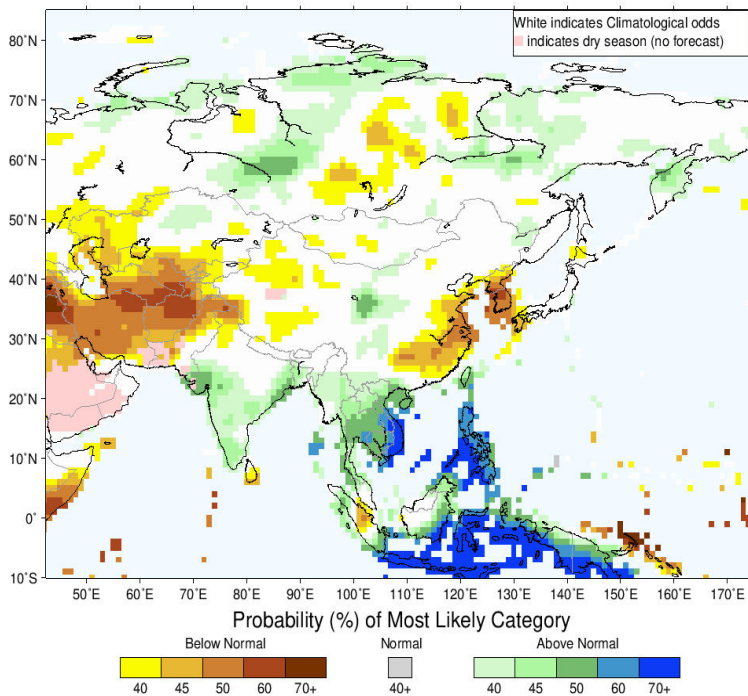 White indicates Climatological odds
indicates dry season (no forecast)
80°N
70°N
60°N
50°N
40°N
30°N
20°N
10°N
0°
10°S
50°E 60°E 70°E 80°E 90°E 100°E 110°E 120°E 130°E 140°E 150°E 160°E 170°E
Probability (%) of Most Likely Category
Below Normal Normal Above Normal
40 45 50 60 70+ 40+ 40 45 50 60 70+